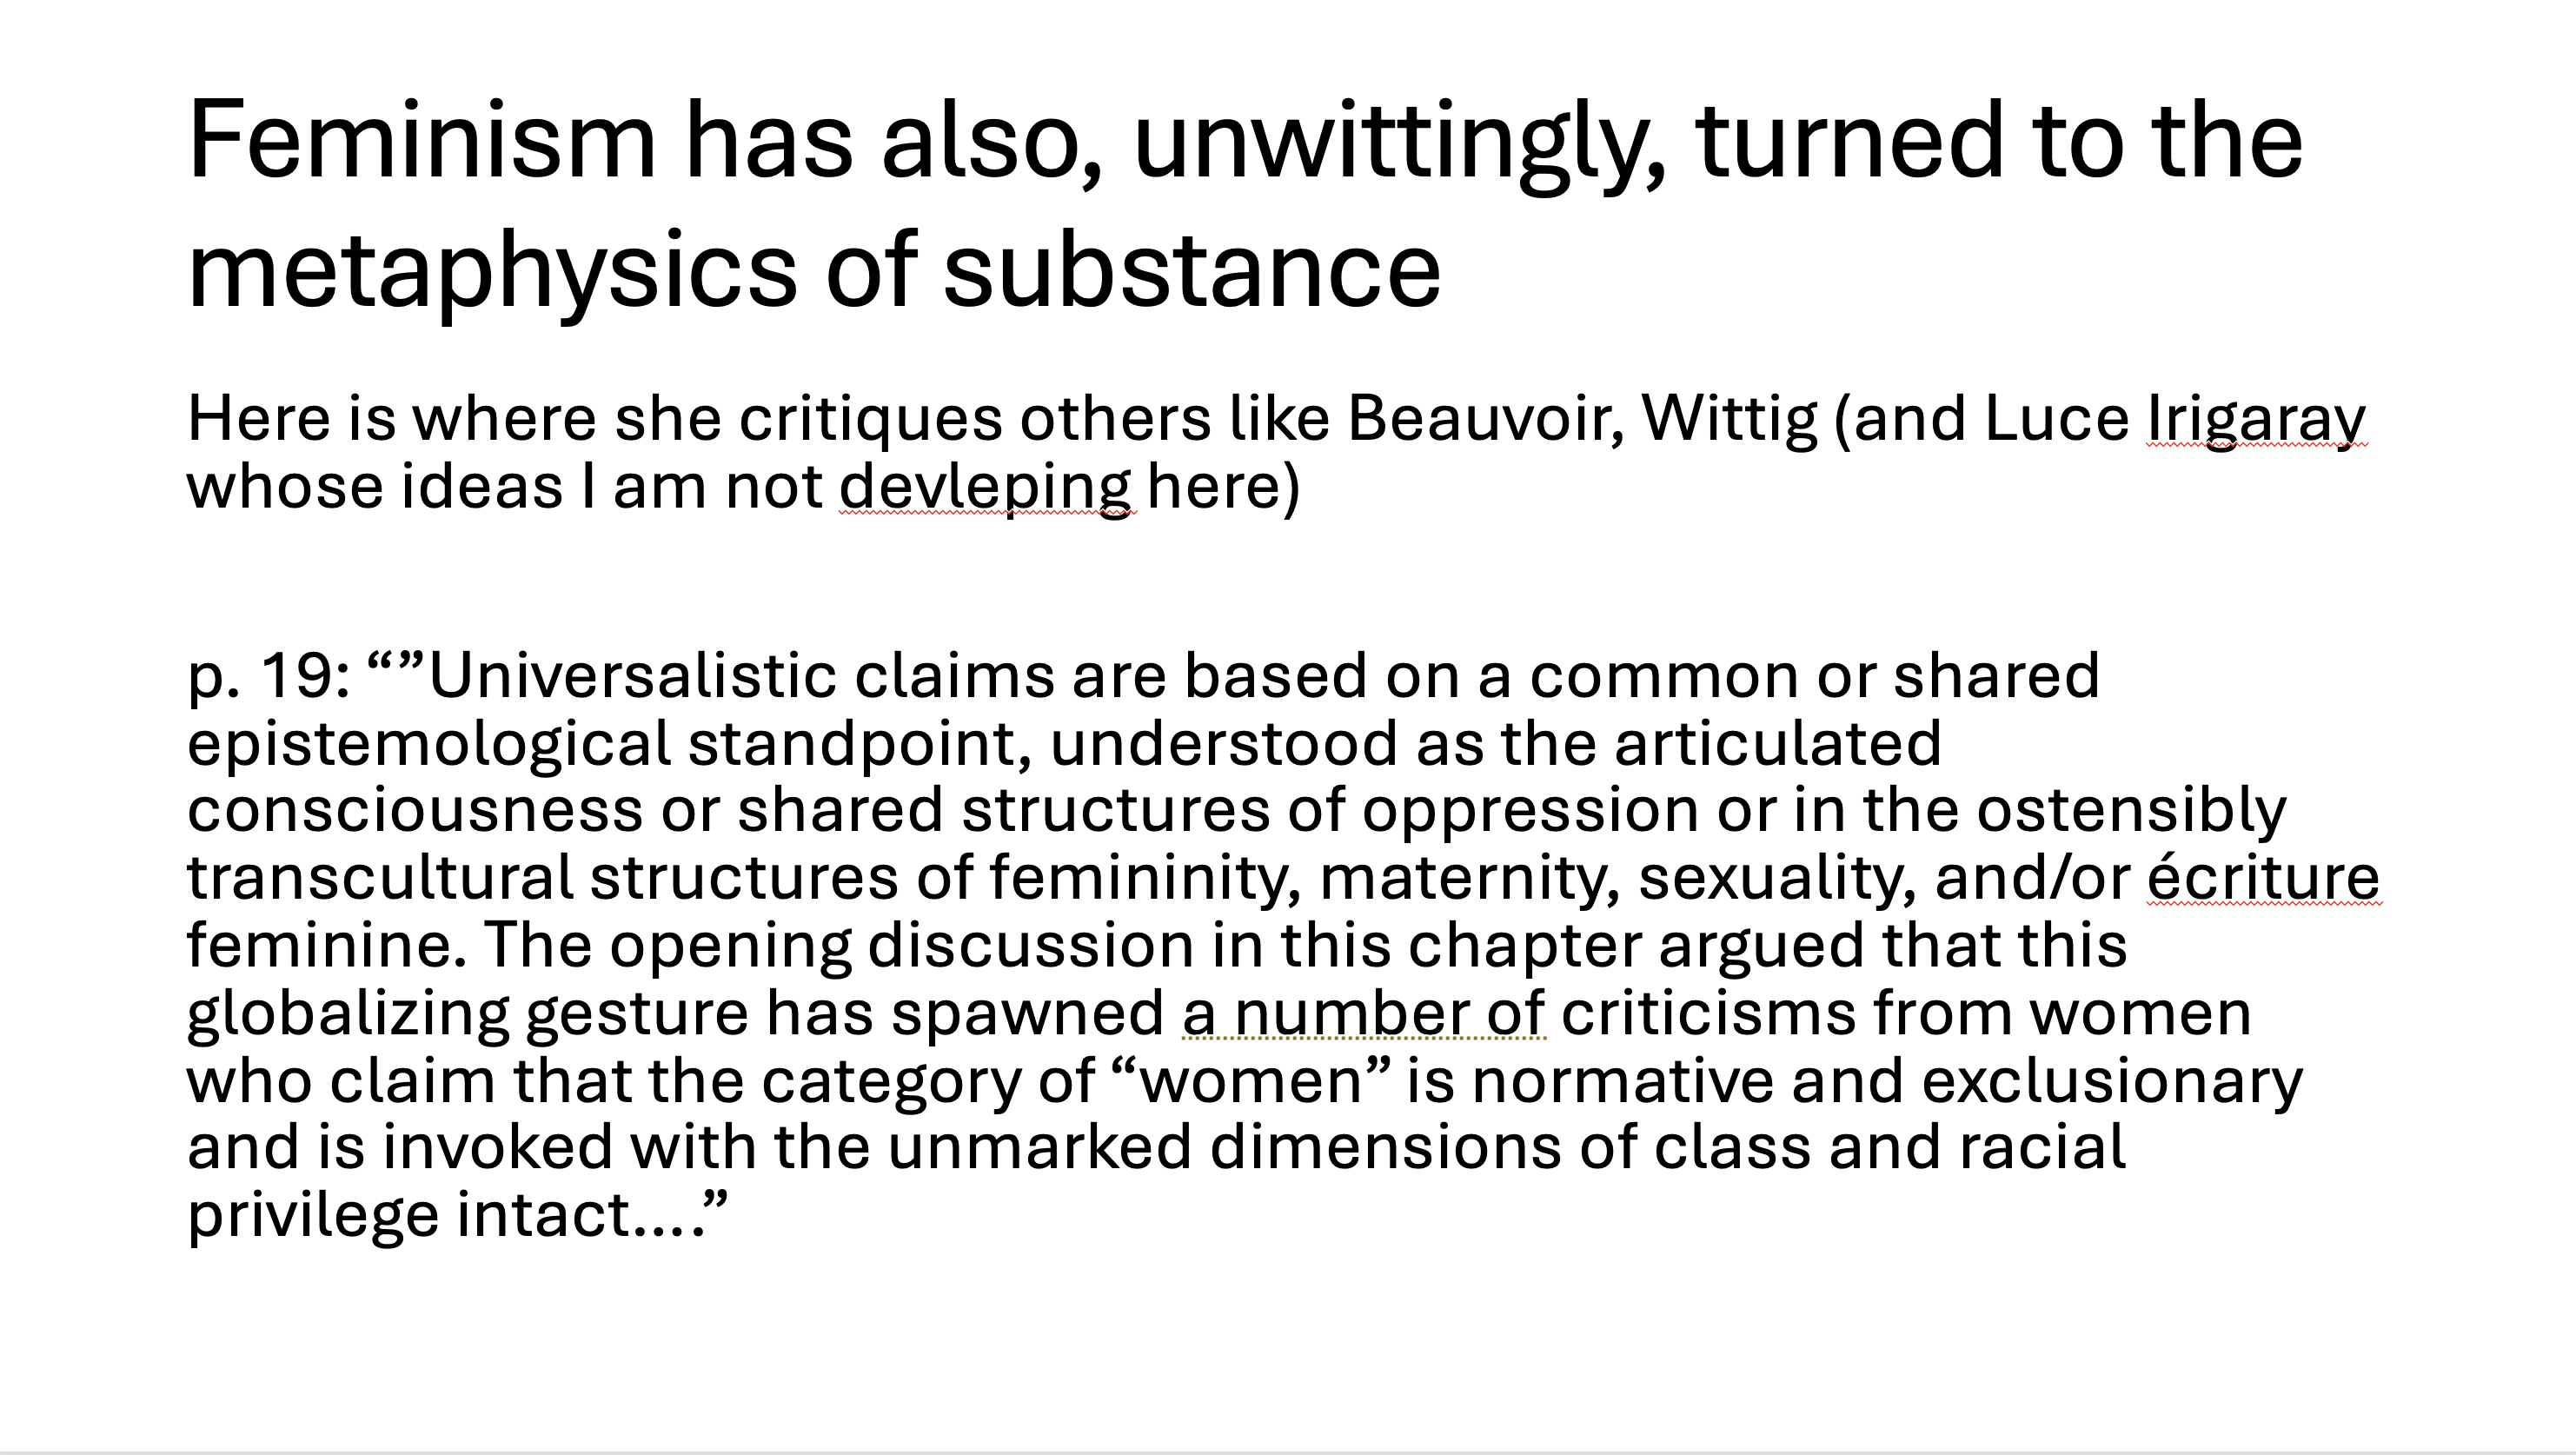 Feminism has also, unwittingly, turned to the
metaphysics of substance
Here is where she critiques others like Beauvoir, Wittig (and Luce Irigaray
whose ideas I am not devleping here)
p. 19: “”Universalistic claims are based on a common or shared
epistemological standpoint, understood as the articulated
consciousness or shared structures of oppression or in the ostensibly
transcultural structures of femininity, maternity, sexuality, and/or écriture
feminine. The opening discussion in this chapter argued that this
globalizing gesture has spawned a number of criticisms from women
who claim that the category of “women” is normative and exclusionary
and is invoked with the unmarked dimensions of class and racial
privilege intact....”